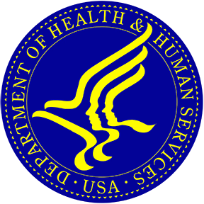 DEPARTMENT OF HEALTH & HUMAN SERVICES
· USA ·